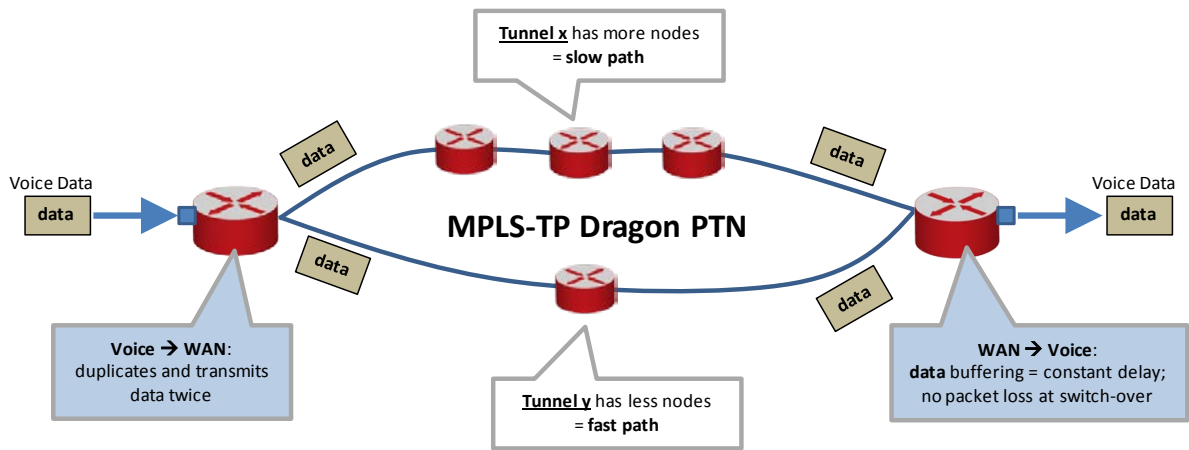 Tunnel x has more nodes
= slow path
data
data
Voice Data
data
Voice Data
data
MPLS-TP Dragon PTN
data
data
Voice → WAN:
duplicates and transmits
data twice
WAN → Voice:
data buffering = constant delay;
no packet loss at switch-over
Tunnel y has less nodes
= fast path